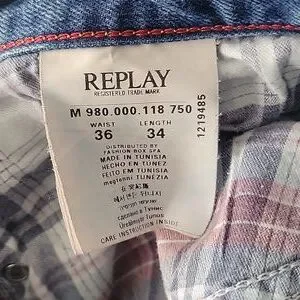 REPLAY
REGISTERED TRADE MARK
M 980.000.118 750
WAIST LENGTH
36 34
DISTRIBUTED BY
FASHION BOX SPA
MADE IN TUNISIA
HECHO EN TUNEZ
FEITO EM TUNISIA
TUNEZIA
CARE INSTRUCTION INSIDE
1219485